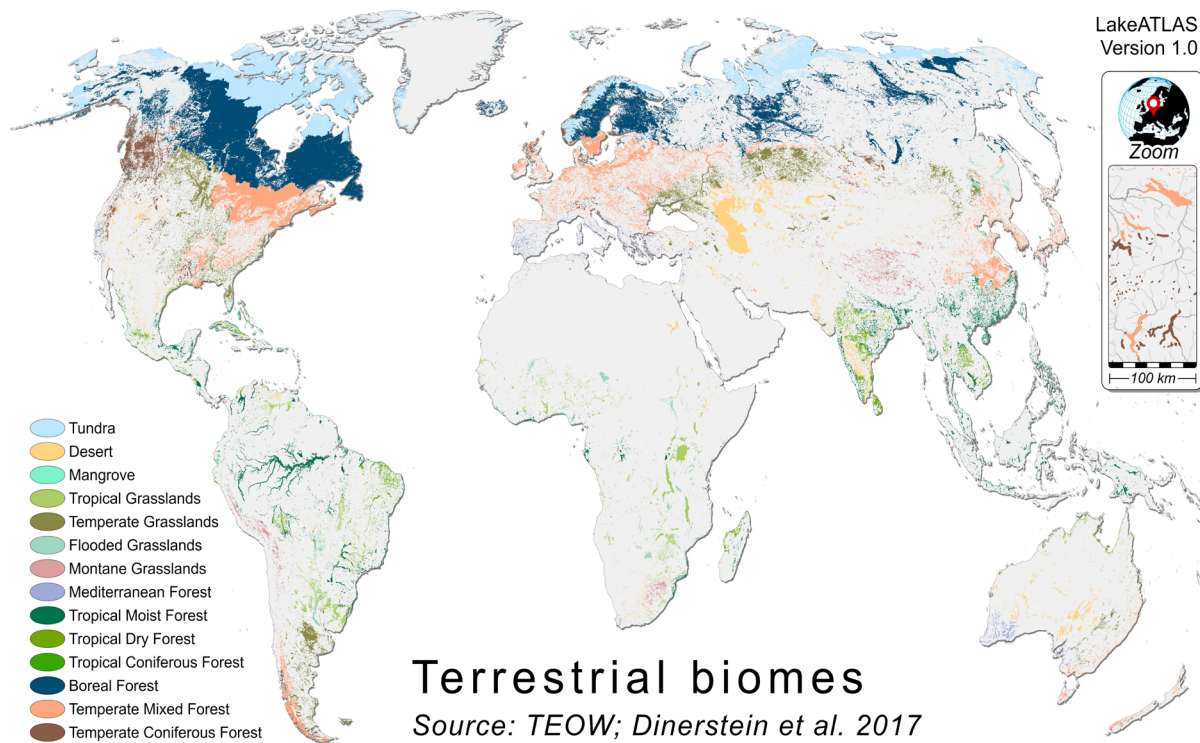 LakeATLAS
Version 1.0
Zoom
100 km
Tundra
Desert
Mangrove
Tropical Grasslands
Temperate Grasslands
Flooded Grasslands
Montane Grasslands
Mediterranean Forest
Tropical Moist Forest
Tropical Dry Forest
Tropical Coniferous Forest
Boreal Forest
Temperate Mixed Forest
Temperate Coniferous Forest
Terrestrial biomes
Source: TEOW; Dinerstein et al. 2017